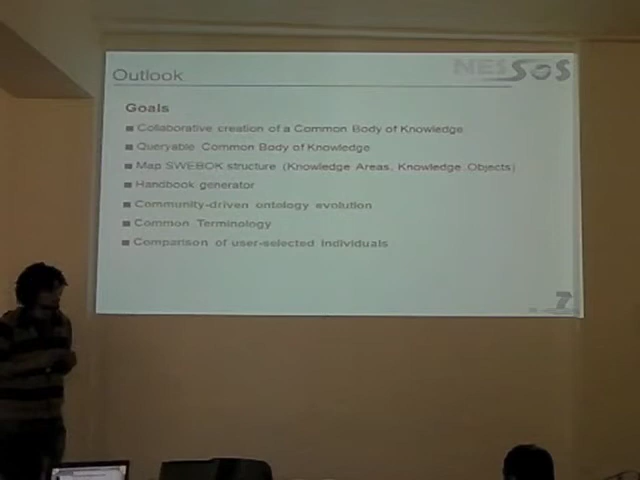 Outlook
NESSOS
Goals
Collaborative creation of a Common Body of Knowledge
Queryable Common Body of Knowledge
Map SWEBOK structure (Knowledge Areas, Knowledge Objects)
Handbook generator
Community-driven ontology evolution
Common Terminology
Comparison of user-selected individuals
7